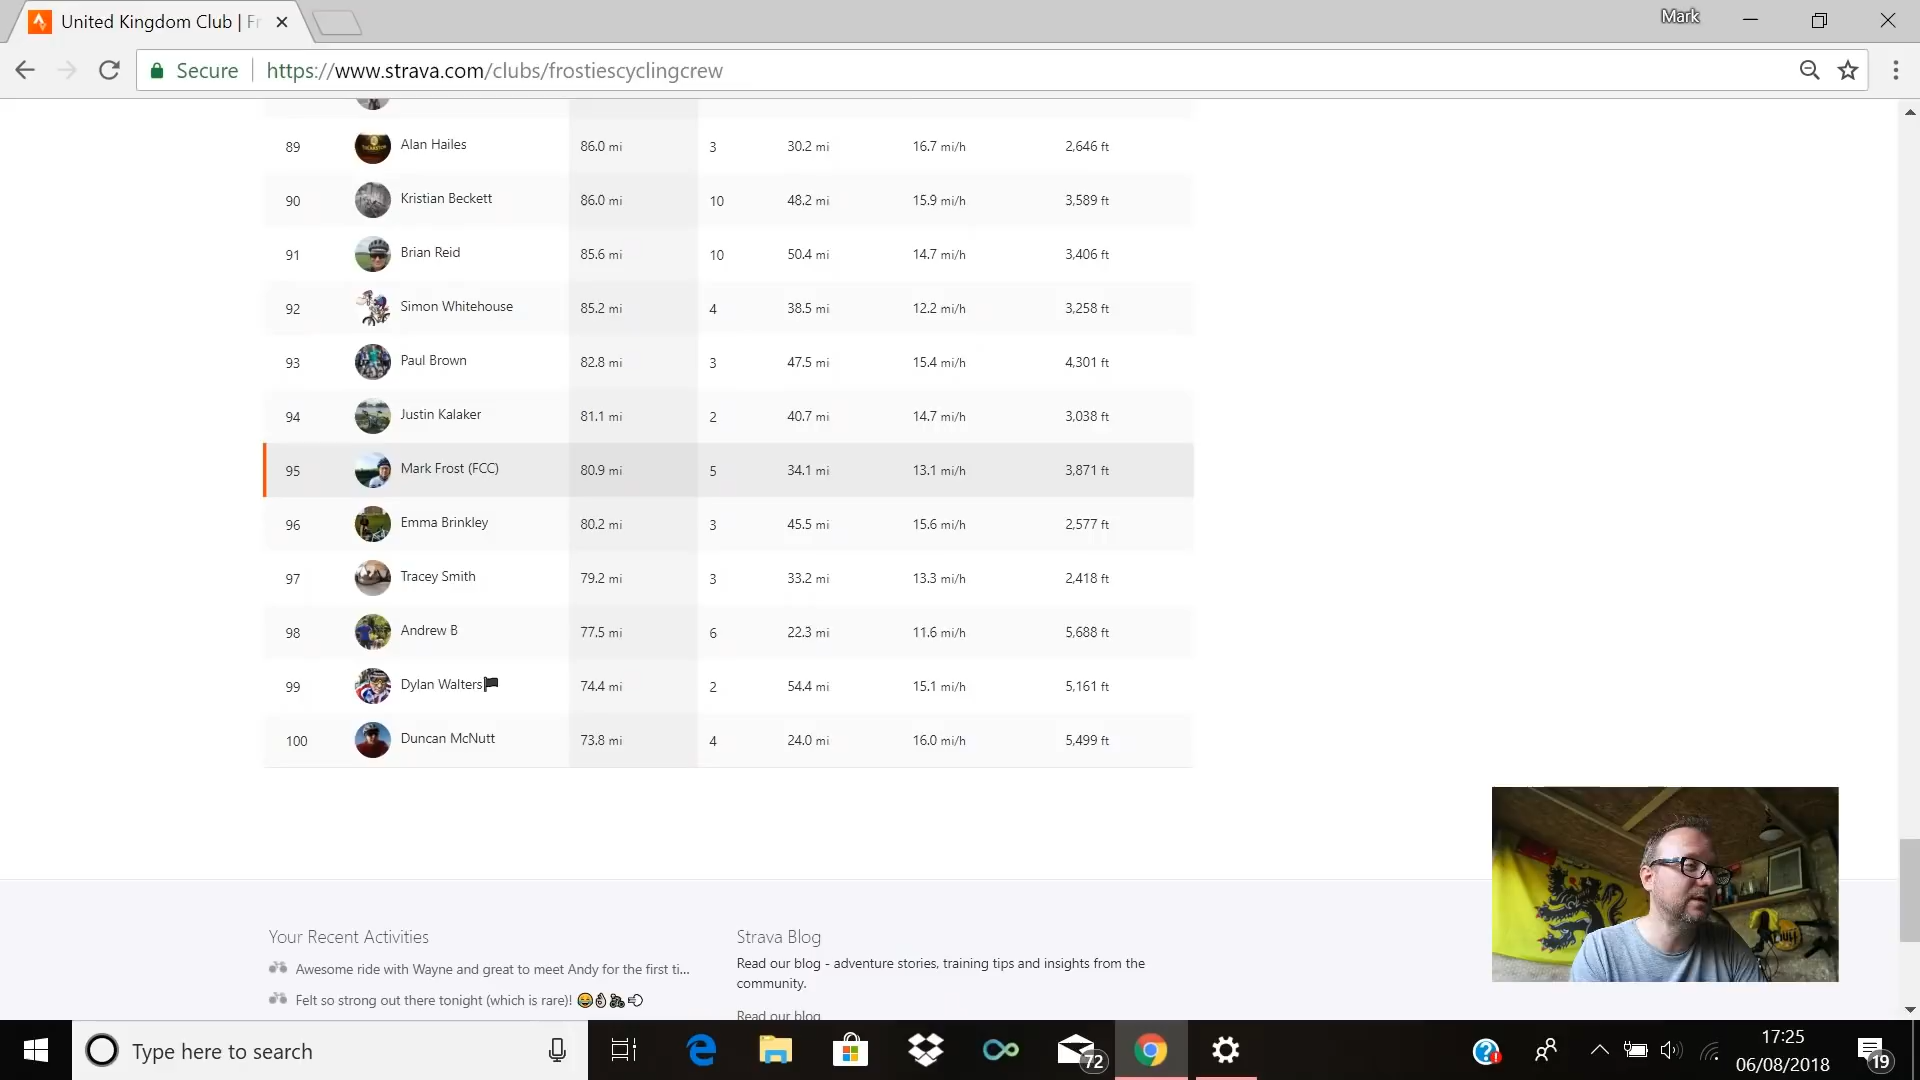 United Kingdom Club | Fr
Mark
Secure https://www.strava.com/clubs/frostiescyclingcrew
89 Alan Hailes 86.0 mi 3 30.2 mi 16.7 mi/h 2,646 ft
90 Kristian Beckett 86.0 mi 10 48.2 mi 15.9 mi/h 3,589 ft
91 Brian Reid 85.6 mi 10 50.4 mi 14.7 mi/h 3,406 ft
92 Simon Whitehouse 85.2 mi 4 38.5 mi 12.2 mi/h 3,258 ft
93 Paul Brown 82.8 mi 3 47.5 mi 15.4 mi/h 4,301 ft
94 Justin Kalaker 81.1 mi 2 40.7 mi 14.7 mi/h 3,038 ft
95 Mark Frost (FCC) 80.9 mi 5 34.1 mi 13.1 mi/h 3,871 ft
96 Emma Brinkley 80.2 mi 3 45.5 mi 15.6 mi/h 2,577 ft
97 Tracey Smith 79.2 mi 3 33.2 mi 13.3 mi/h 2,418 ft
98 Andrew B 77.5 mi 6 22.3 mi 11.6 mi/h 5,688 ft
99 Dylan Walters 74.4 mi 2 54.4 mi 15.1 mi/h 5,161 ft
100 Duncan McNutt 73.8 mi 4 24.0 mi 16.0 mi/h 5,499 ft
Your Recent Activities
Awesome ride with Wayne and great to meet Andy for the first ti...
Felt so strong out there tonight (which is rare)! 😂👌🚴💨
Strava Blog
Read our blog - adventure stories, training tips and insights from the
community.
Read our blog
Type here to search
72
17:25
06/08/2018
19